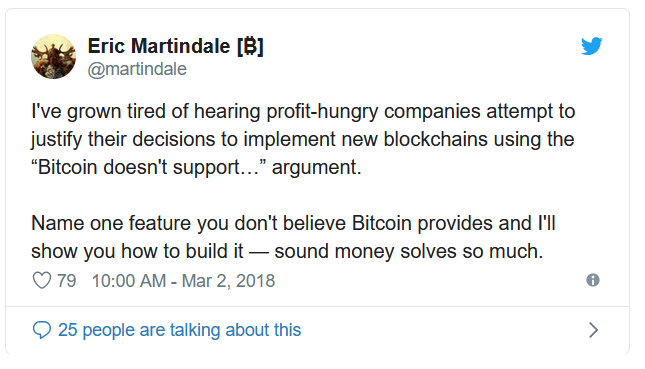 Eric Martindale [₿]
@martindale
I've grown tired of hearing profit-hungry companies attempt to
justify their decisions to implement new blockchains using the
“Bitcoin doesn't support…” argument.
Name one feature you don't believe Bitcoin provides and I'll
show you how to build it — sound money solves so much.
79 10:00 AM - Mar 2, 2018
25 people are talking about this